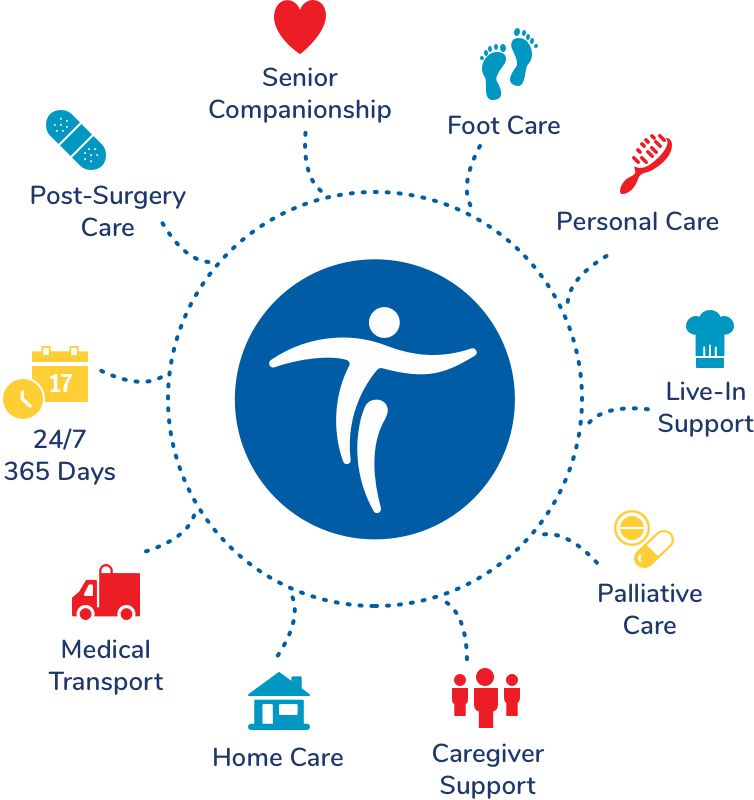 Senior
Companionship
Foot Care
Personal Care
Post-Surgery
Care
17
24/7
365 Days
Live-In
Support
Palliative
Care
Medical
Transport
Home Care
Caregiver
Support